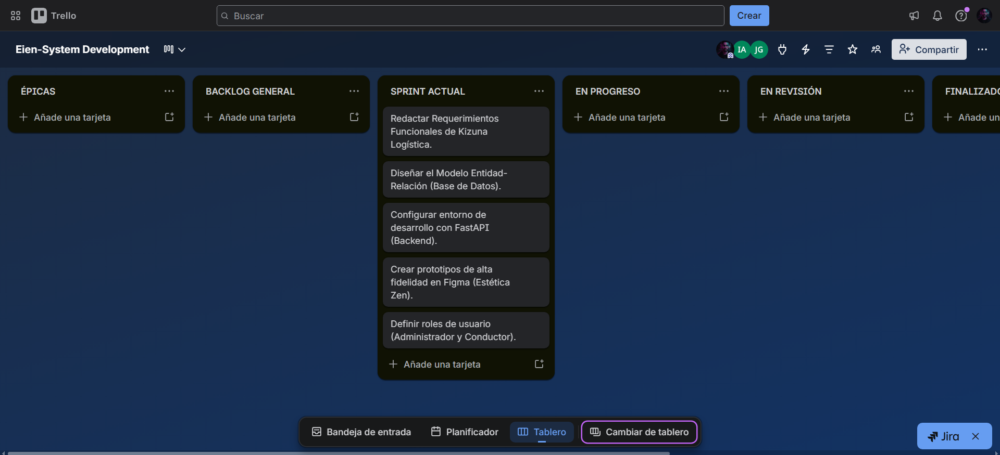 Trello
Buscar
Crear
Eien-System Development
IA
JG
Compartir
ÉPICAS
Añade una tarjeta
BACKLOG GENERAL
Añade una tarjeta
SPRINT ACTUAL
Redactar Requerimientos
Funcionales de Kizuna
Logística.
Diseñar el Modelo Entidad-
Relación (Base de Datos).
Configurar entorno de
desarrollo con FastAPI
(Backend).
Crear prototipos de alta
fidelidad en Figma (Estética
Zen).
Definir roles de usuario
(Administrador y Conductor).
Añade una tarjeta
EN PROGRESO
Añade una tarjeta
EN REVISIÓN
Añade una tarjeta
FINALIZADO
Añade un
Bandeja de entrada
Planificador
Tablero
Cambiar de tablero
Jira